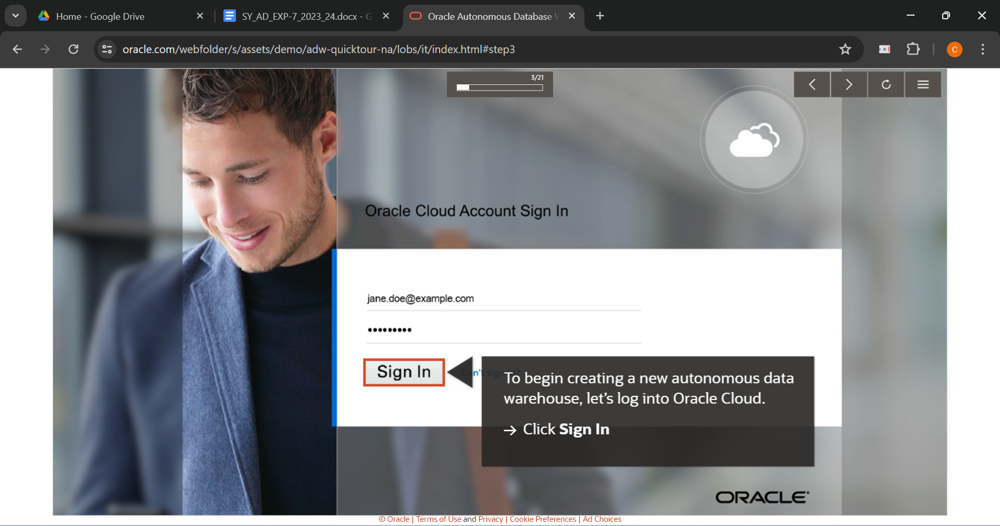 Home - Google Drive
SY_AD_EXP-7_2023_24.docx - G
Oracle Autonomous Database
oracle.com/webfolder/s/assets/demo/adw-quicktour-na/lobs/it/index.html#step3
C
3/21
Oracle Cloud Account Sign In
jane.doe@example.com
Sign In
Can't sign in?
To begin creating a new autonomous data
warehouse, let's log into Oracle Cloud.
→ Click Sign In
ORACLE®
© Oracle | Terms of Use and Privacy | Cookie Preferences | Ad Choices